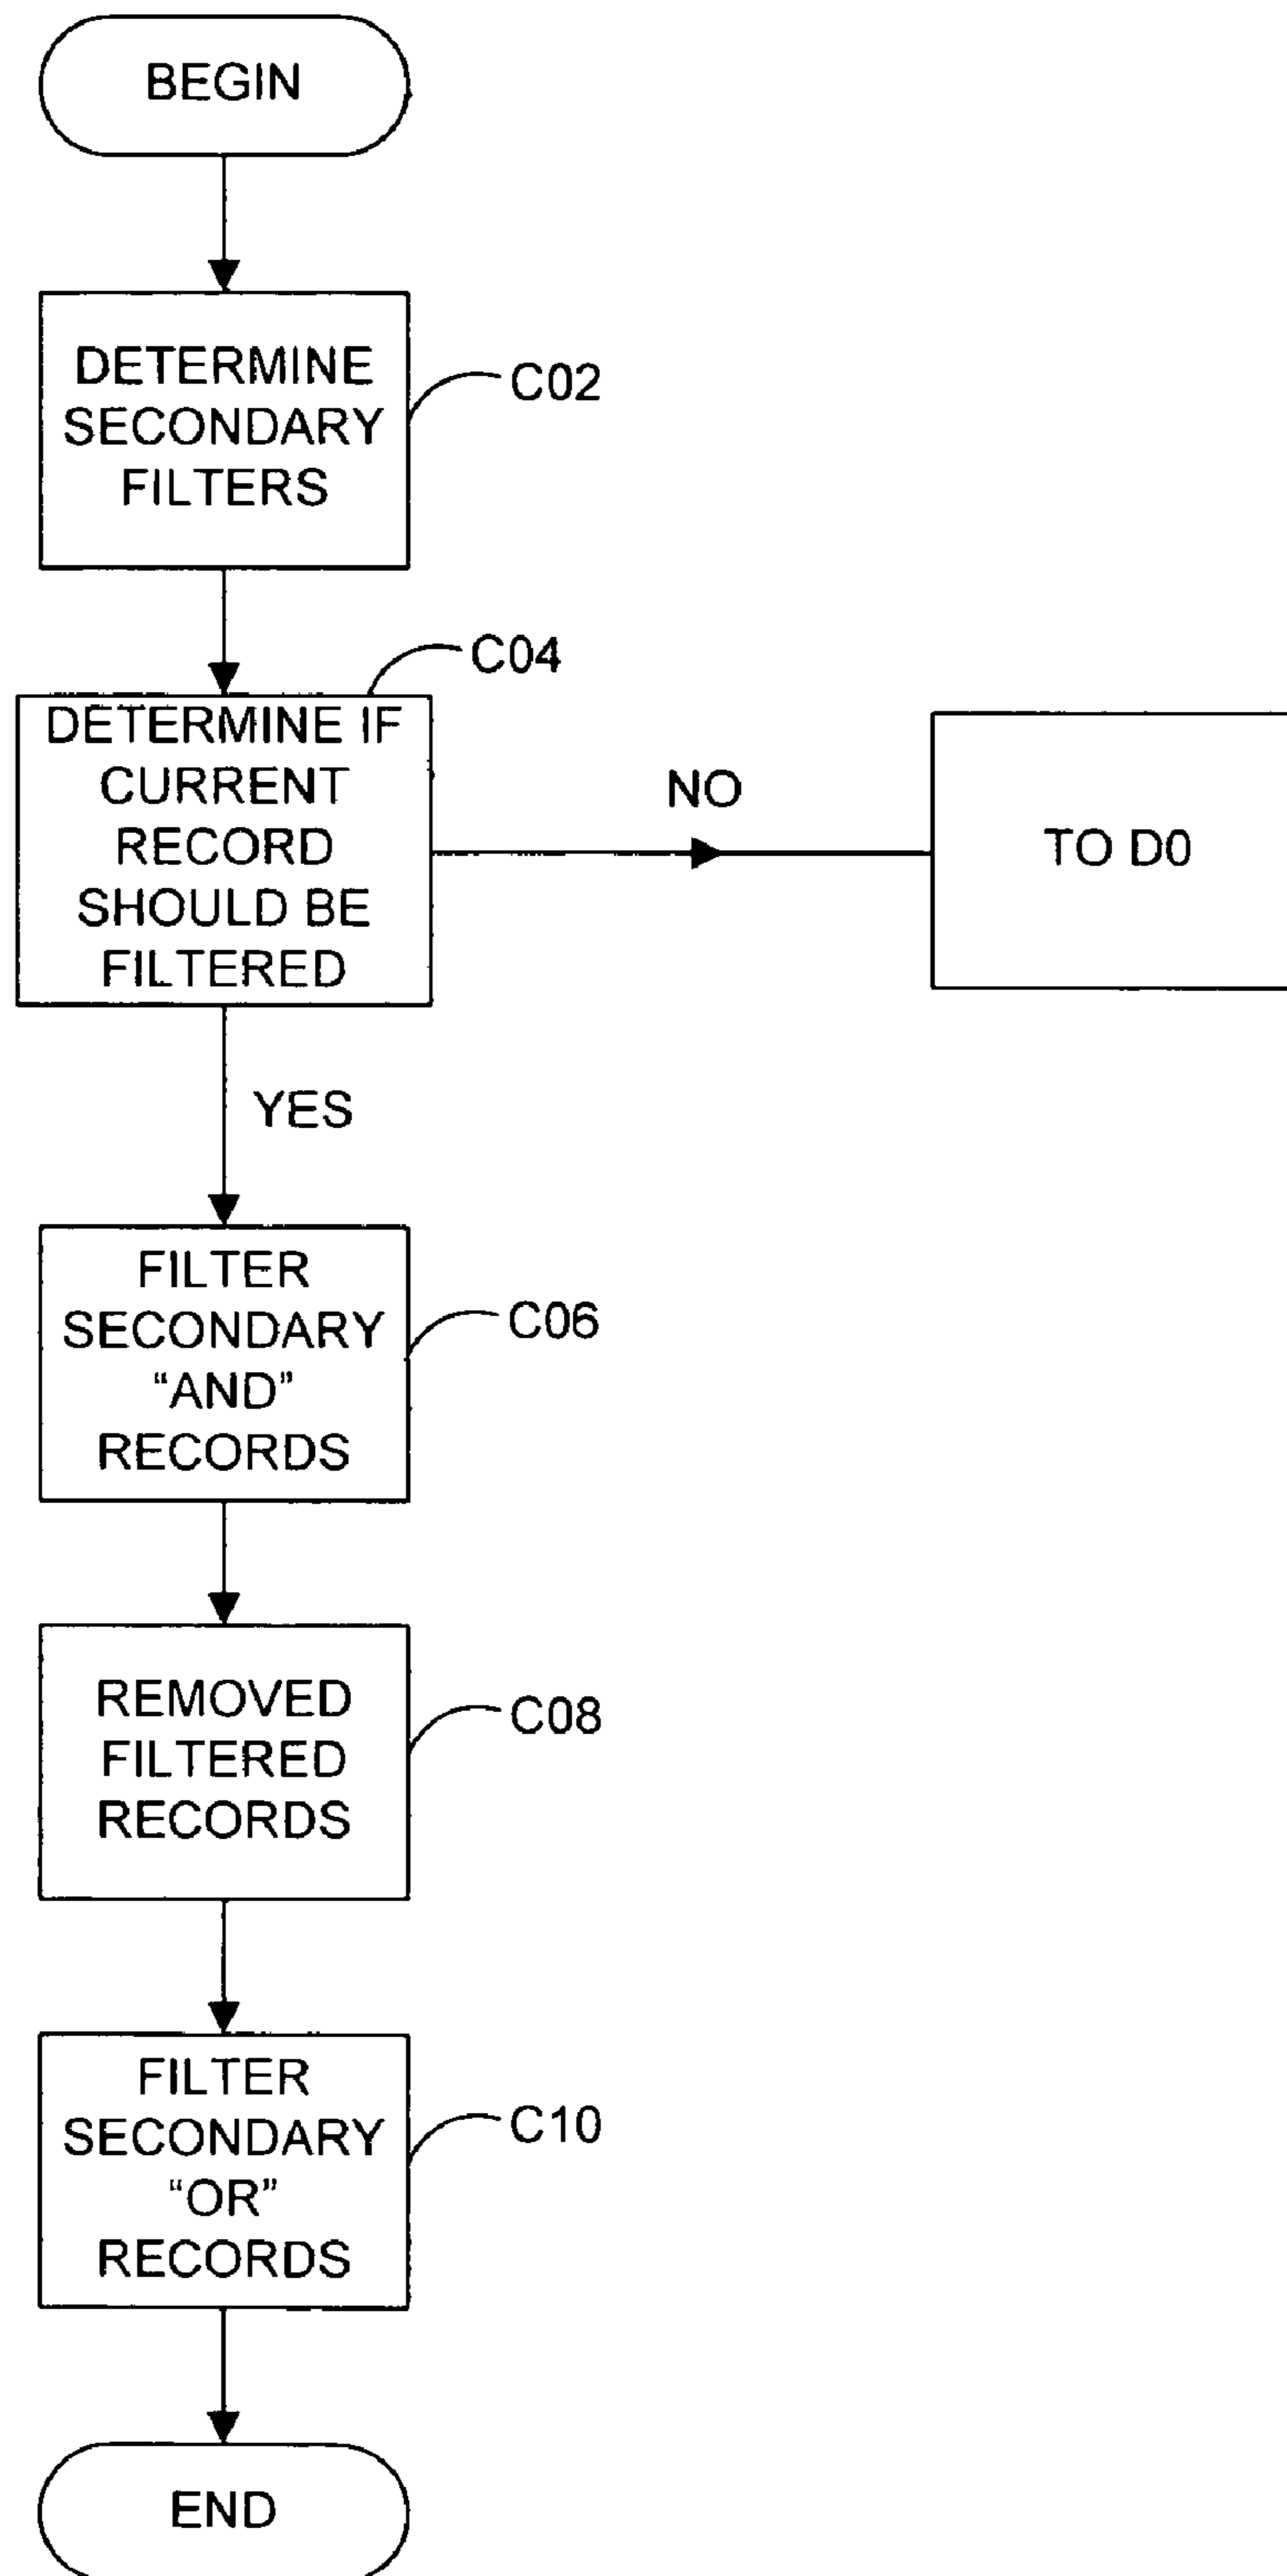 BEGIN
DETERMINE
SECONDARY
FILTERS
C02
C04
DETERMINE IF
CURRENT
RECORD
SHOULD BE
FILTERED
NO
TO D0
YES
FILTER
SECONDARY
“AND”
RECORDS
C06
REMOVED
FILTERED
RECORDS
C08
FILTER
SECONDARY
“OR”
RECORDS
C10
END